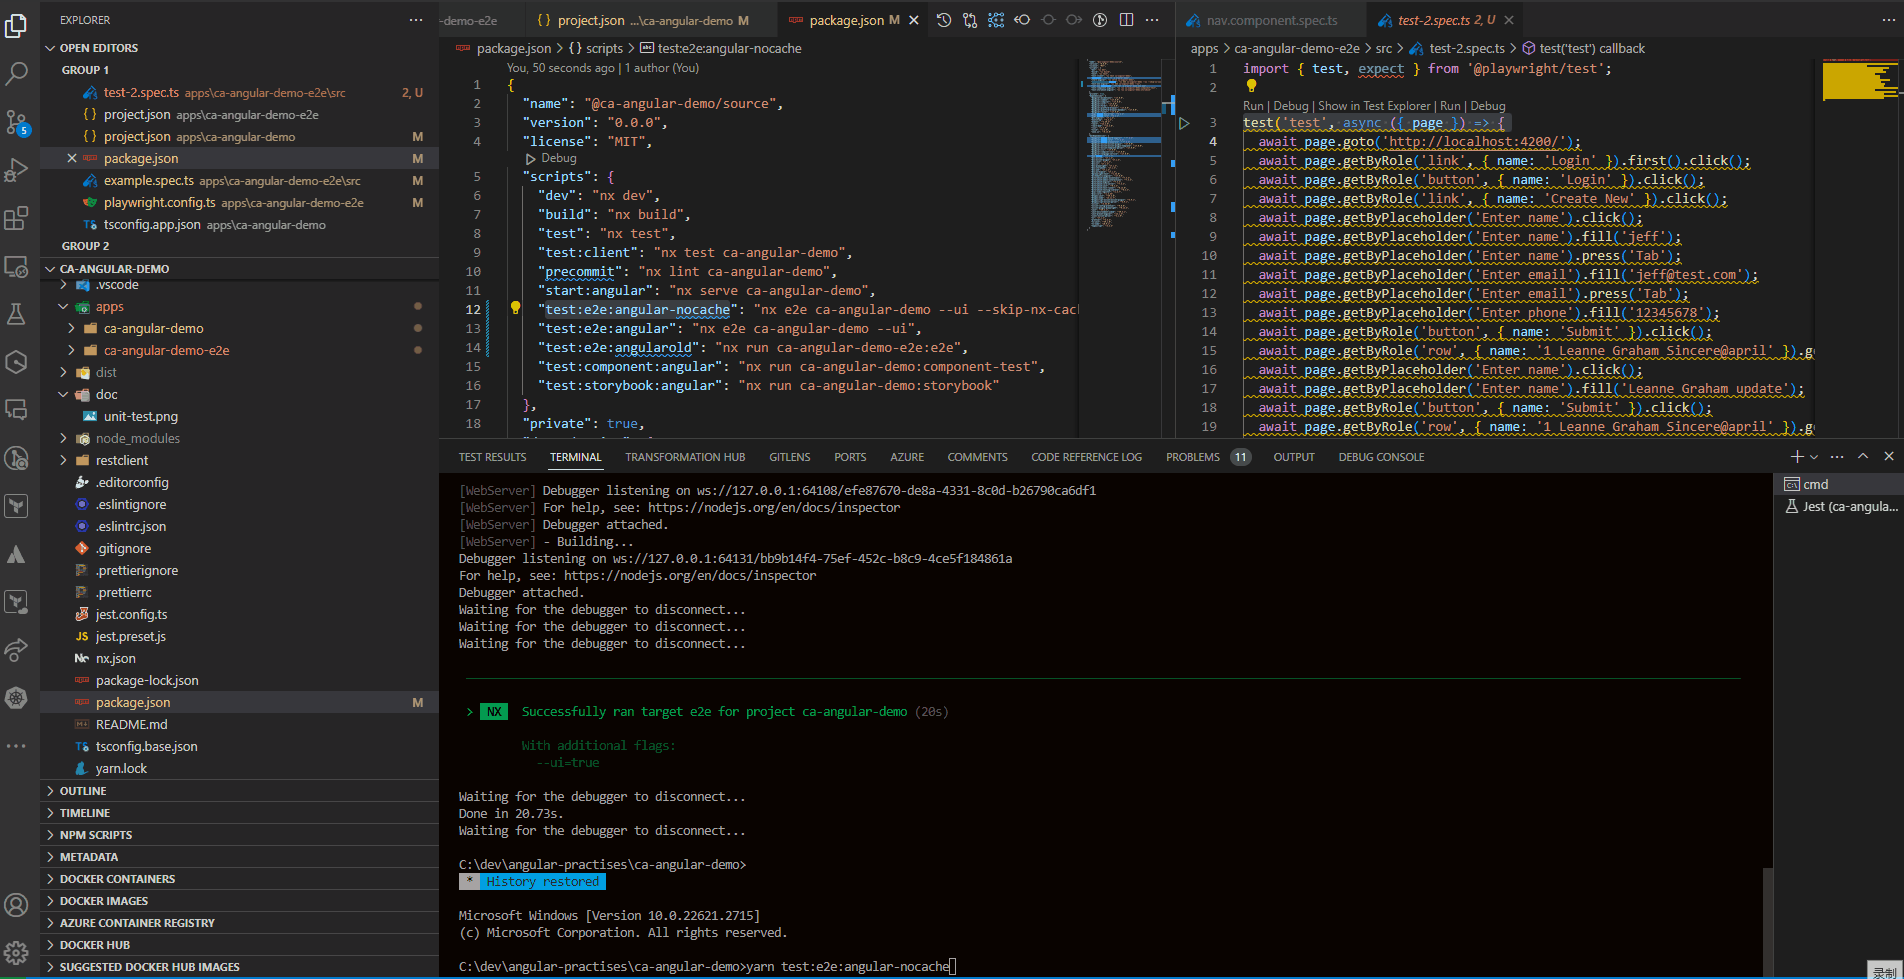 EXPLORER
OPEN EDITORS
GROUP 1
test-2.spec.ts apps\ca-angular-demo-e2e\src 2, U
{ } project.json apps\ca-angular-demo-e2e
{ } project.json apps\ca-angular-demo M
package.json M
example.spec.ts apps\ca-angular-demo-e2e\src M
playwright.config.ts apps\ca-angular-demo-e2e M
TS tsconfig.app.json apps\ca-angular-demo
GROUP 2
CA-ANGULAR-DEMO
.vscode
apps
ca-angular-demo
ca-angular-demo-e2e
dist
doc
unit-test.png
node_modules
restclient
.editorconfig
.eslintignore
.eslintrc.json
.gitignore
.prettierignore
.prettierrc
jest.config.ts
JS jest.preset.js
nx.json
package-lock.json
package.json M
README.md
TS tsconfig.base.json
yarn.lock
OUTLINE
TIMELINE
NPM SCRIPTS
METADATA
DOCKER CONTAINERS
DOCKER IMAGES
AZURE CONTAINER REGISTRY
DOCKER HUB
SUGGESTED DOCKER HUB IMAGES
5
-demo-e2e
{ } project.json ...\ca-angular-demo M
package.json M
package.json > { } scripts > test:e2e:angular-nocache
You, 50 seconds ago | 1 author (You)
1 {
2 "name": "@ca-angular-demo/source",
3 "version": "0.0.0",
4 "license": "MIT",
Debug
5 "scripts": {
6 "dev": "nx dev",
7 "build": "nx build",
8 "test": "nx test",
9 "test:client": "nx test ca-angular-demo",
10 "precommit": "nx lint ca-angular-demo",
11 "start:angular": "nx serve ca-angular-demo",
12 "test:e2e:angular-nocache": "nx e2e ca-angular-demo --ui --skip-nx-cac
13 "test:e2e:angular": "nx e2e ca-angular-demo --ui",
14 "test:e2e:angularold": "nx run ca-angular-demo-e2e:e2e",
15 "test:component:angular": "nx run ca-angular-demo:component-test",
16 "test:storybook:angular": "nx run ca-angular-demo:storybook"
17 },
18 "private": true,
nav.component.spec.ts
test-2.spec.ts 2, U
apps > ca-angular-demo-e2e > src > test-2.spec.ts > test('test') callback
1 import { test, expect } from '@playwright/test';
2
Run | Debug | Show in Test Explorer | Run | Debug
3 test('test', async ({ page }) => {
4 await page.goto('http://localhost:4200/');
5 await page.getByRole('link', { name: 'Login' }).first().click();
6 await page.getByRole('button', { name: 'Login' }).click();
7 await page.getByRole('link', { name: 'Create New' }).click();
8 await page.getByPlaceholder('Enter name').click();
9 await page.getByPlaceholder('Enter name').fill('jeff');
10 await page.getByPlaceholder('Enter name').press('Tab');
11 await page.getByPlaceholder('Enter email').fill('jeff@test.com');
12 await page.getByPlaceholder('Enter email').press('Tab');
13 await page.getByPlaceholder('Enter phone').fill('12345678');
14 await page.getByRole('button', { name: 'Submit' }).click();
15 await page.getByRole('row', { name: '1 Leanne Graham Sincere@april' }).g
16 await page.getByPlaceholder('Enter name').click();
17 await page.getByPlaceholder('Enter name').fill('Leanne Graham update');
18 await page.getByRole('button', { name: 'Submit' }).click();
19 await page.getByRole('row', { name: '1 Leanne Graham Sincere@april' }).g
TEST RESULTS TERMINAL TRANSFORMATION HUB GITLENS PORTS AZURE COMMENTS CODE REFERENCE LOG PROBLEMS 11 OUTPUT DEBUG CONSOLE
[WebServer] Debugger listening on ws://127.0.0.1:64108/efe87670-de8a-4331-8c0d-b26790ca6df1
[WebServer] For help, see: https://nodejs.org/en/docs/inspector
[WebServer] Debugger attached.
[WebServer] - Building...
Debugger listening on ws://127.0.0.1:64131/bb9b14f4-75ef-452c-b8c9-4ce5f184861a
For help, see: https://nodejs.org/en/docs/inspector
Debugger attached.
Waiting for the debugger to disconnect...
Waiting for the debugger to disconnect...
Waiting for the debugger to disconnect...
> NX Successfully ran target e2e for project ca-angular-demo (20s)
With additional flags:
--ui=true
Waiting for the debugger to disconnect...
Done in 20.73s.
Waiting for the debugger to disconnect...
C:\dev\angular-practises\ca-angular-demo>
* History restored
Microsoft Windows [Version 10.0.22621.2715]
(c) Microsoft Corporation. All rights reserved.
C:\dev\angular-practises\ca-angular-demo>yarn test:e2e:angular-nocache
cmd
Jest (ca-angula...
录制